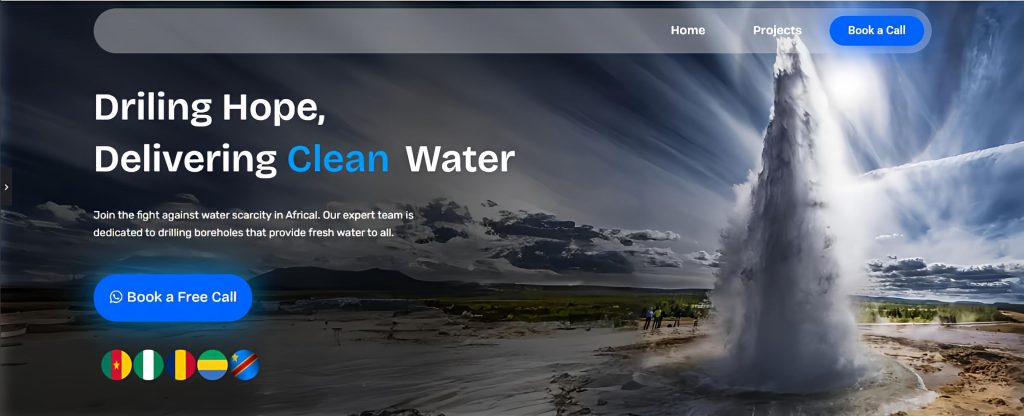 Home
Projects
Book a Call
Driling Hope,
Delivering Clean Water
Join the fight against water scarcity in Africal. Our expert team is
dedicated to drilling boreholes that provide fresh water to all.
Book a Free Call